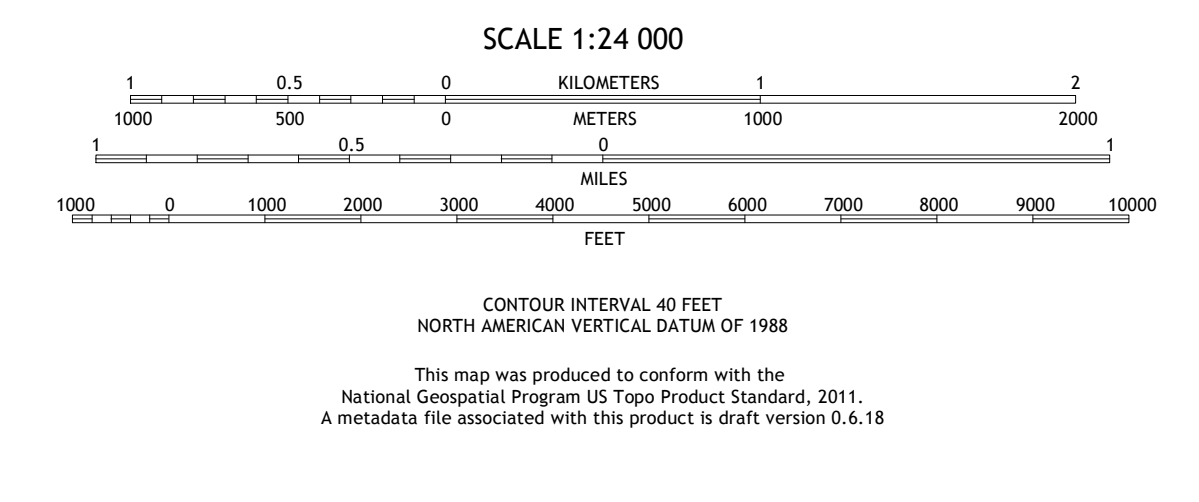 SCALE 1:24 000
1 0.5 0 KILOMETERS 1 2
1000 500 0 METERS 1000 2000
1 0.5 0 1
MILES
1000 0 1000 2000 3000 4000 5000 6000 7000 8000 9000 10000
FEET
CONTOUR INTERVAL 40 FEET
NORTH AMERICAN VERTICAL DATUM OF 1988
This map was produced to conform with the
National Geospatial Program US Topo Product Standard, 2011.
A metadata file associated with this product is draft version 0.6.18